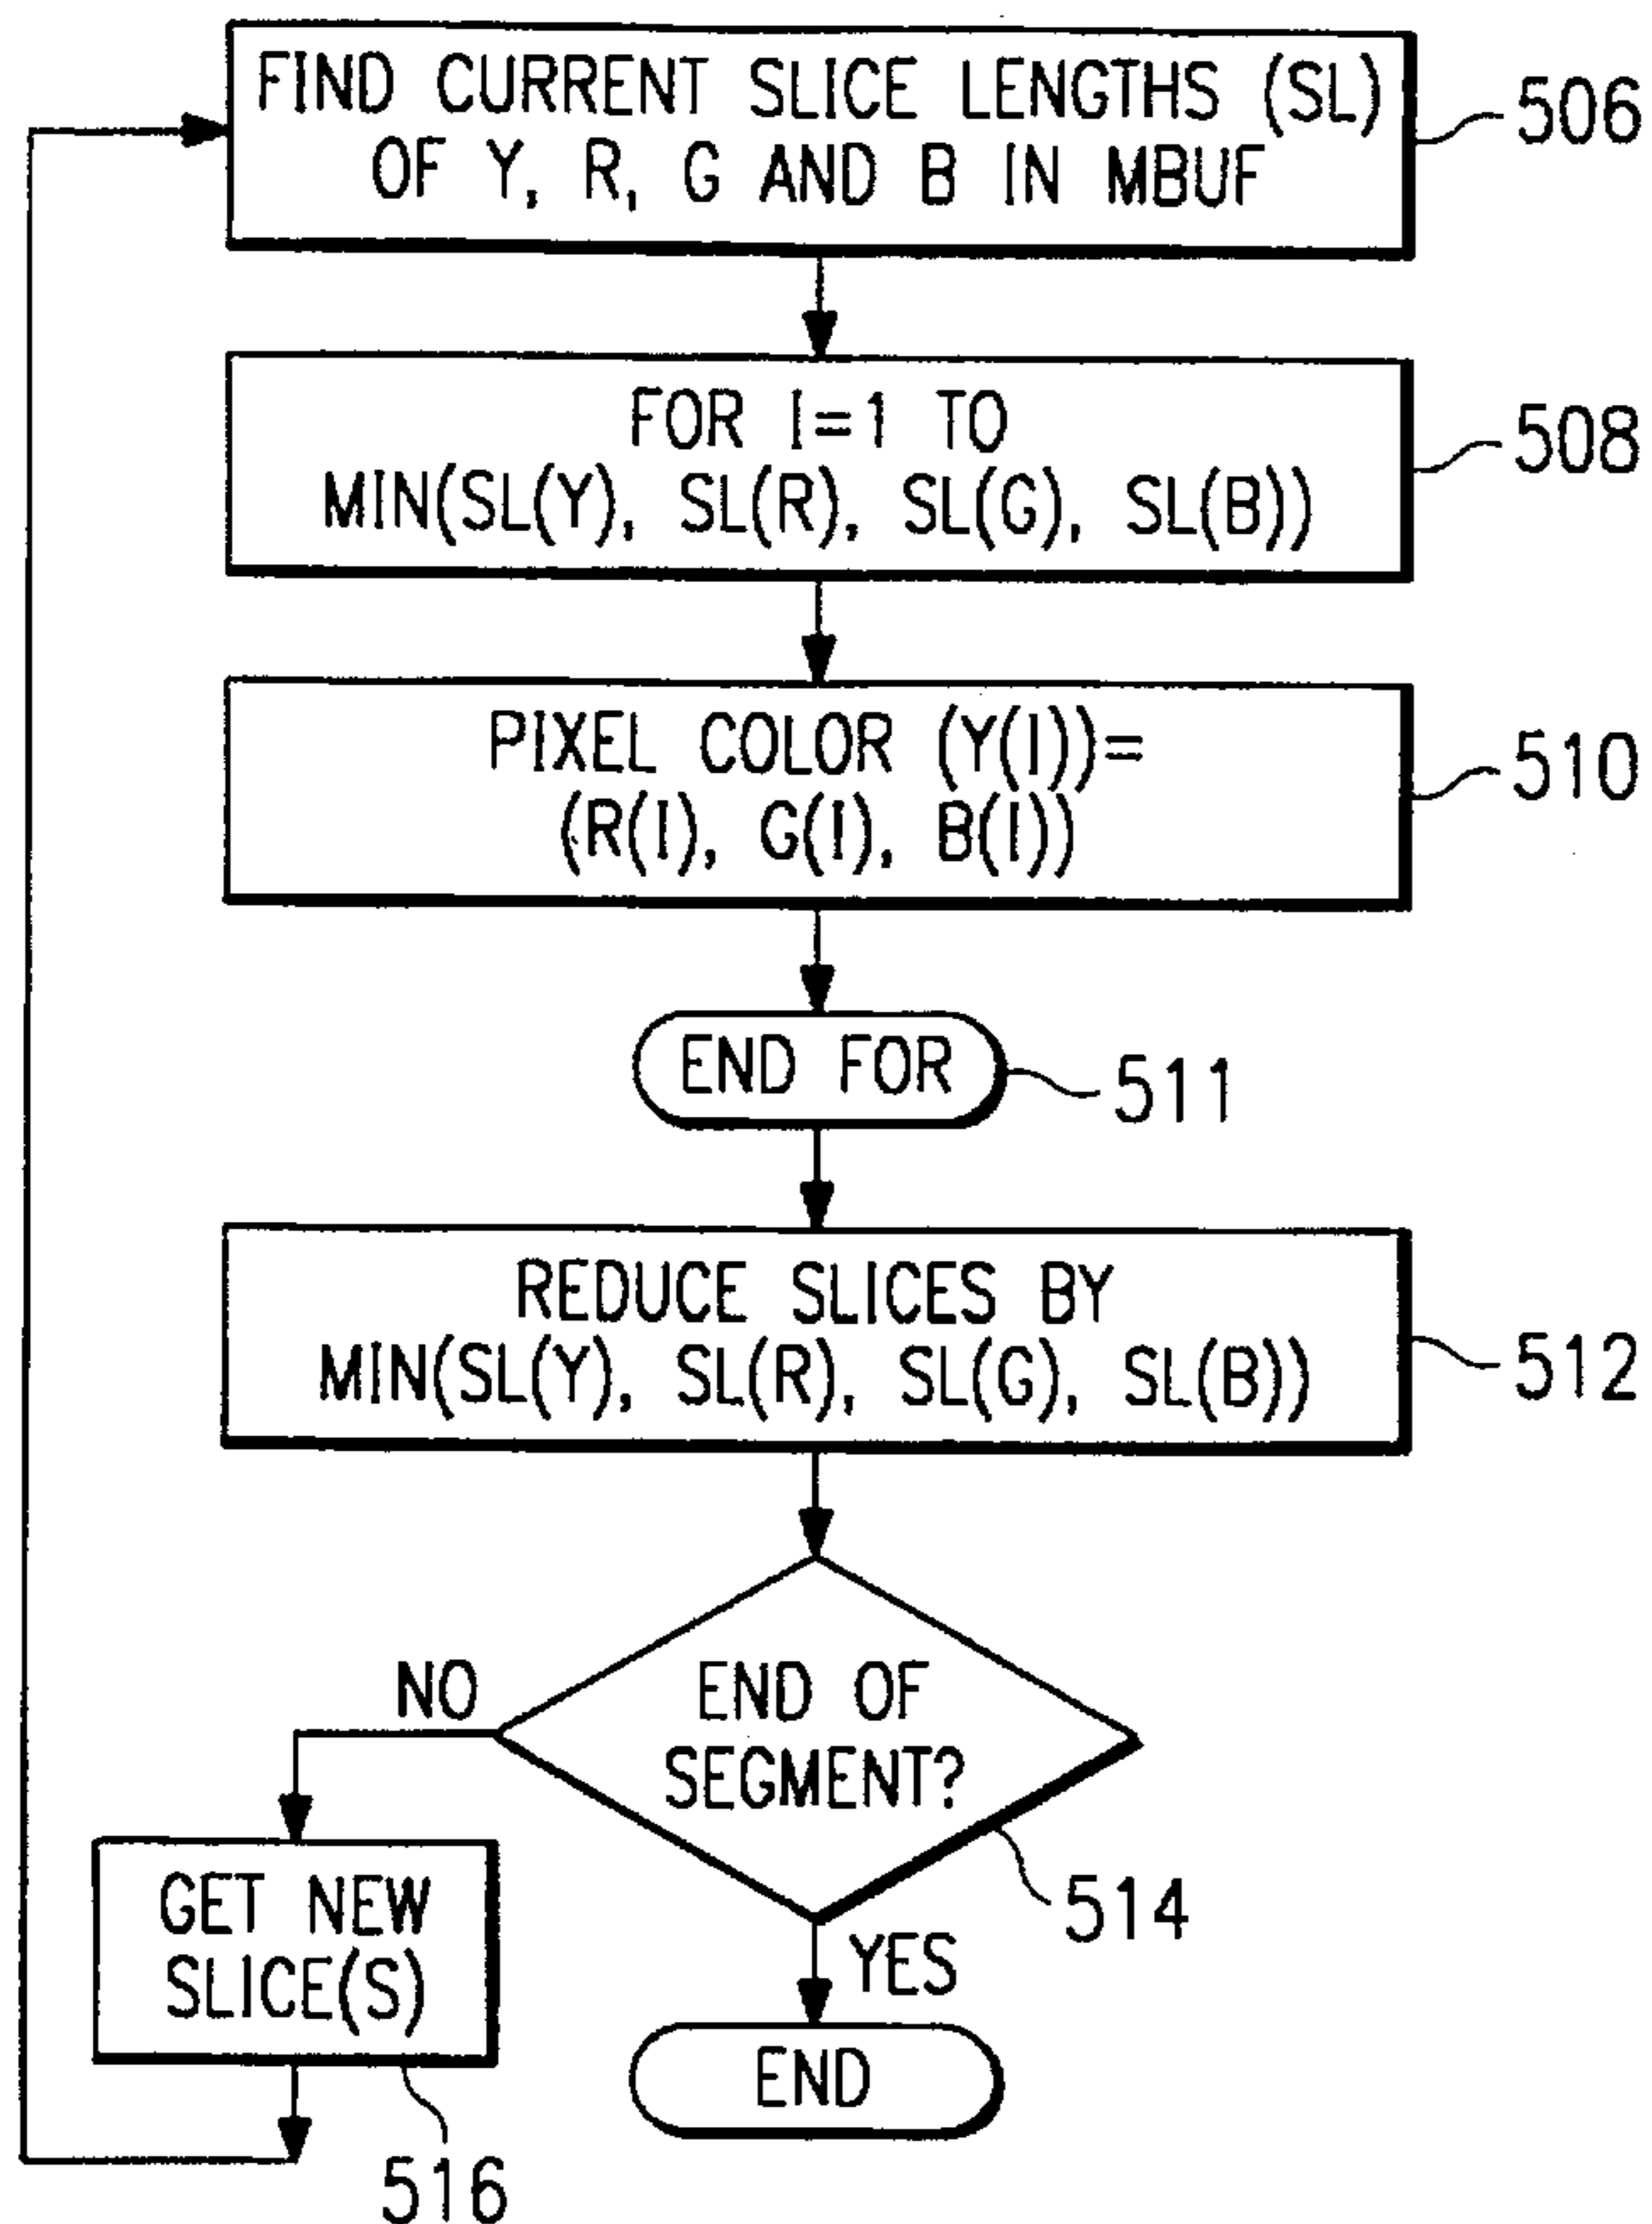 FIND CURRENT SLICE LENGTHS (SL)
OF Y, R, G AND B IN MBUF
506
FOR I=1 TO
MIN(SL(Y), SL(R), SL(G), SL(B))
508
PIXEL COLOR (Y(I))=
(R(I), G(I), B(I))
510
END FOR
511
REDUCE SLICES BY
MIN(SL(Y), SL(R), SL(G), SL(B))
512
END OF
SEGMENT?
514
NO
YES
GET NEW
SLICE(S)
516
END